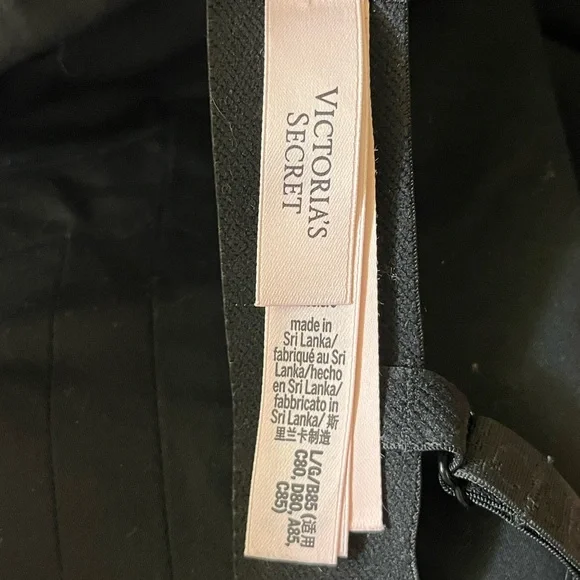 VICTORIA'S
SECRET
made in
Sri Lanka/
fabriqué au Sri
Lanka/hecho
en Sri Lanka/
fabbricato in
Sri Lanka/ 斯
里兰卡制造
L/G/B85 (适用
C80, D80, A85,
C85)